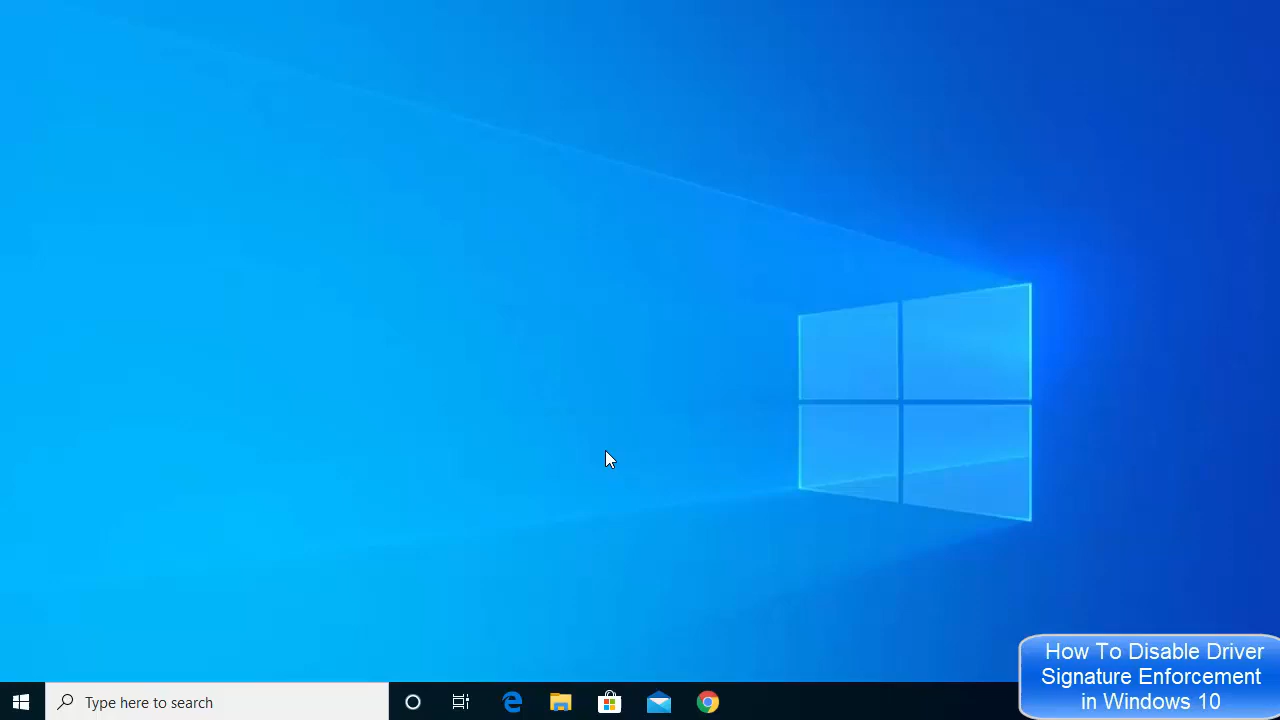 Type here to search
How To Disable Driver
Signature Enforcement
in Windows 10